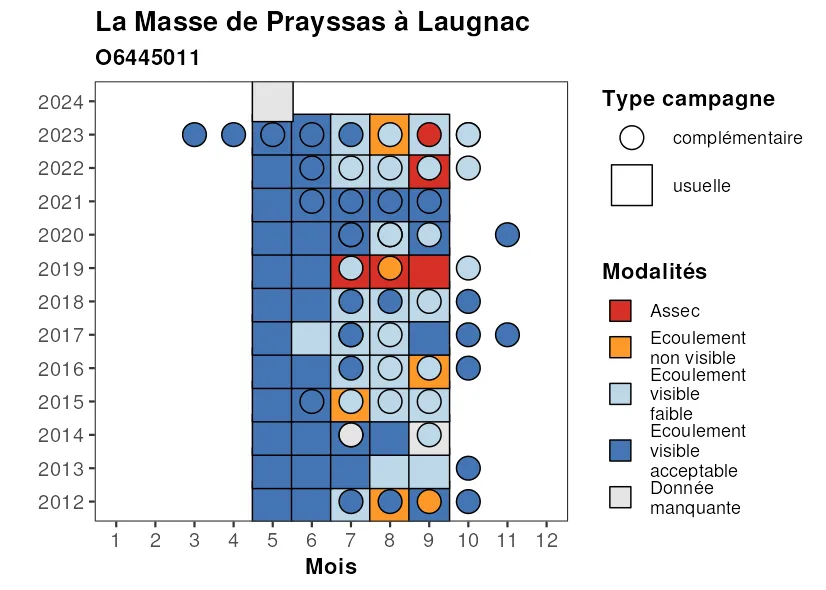 La Masse de Prayssas à Laugnac
O6445011
2024
2023
2022
2021
2020
2019
2018
2017
2016
2015
2014
2013
2012
1 2 3 4 5 6 7 8 9 10 11 12
Mois
Type campagne
complémentaire
usuelle
Modalités
Assec
Ecoulement
non visible
Ecoulement
visible
faible
Ecoulement
visible
acceptable
Donnée
manquante